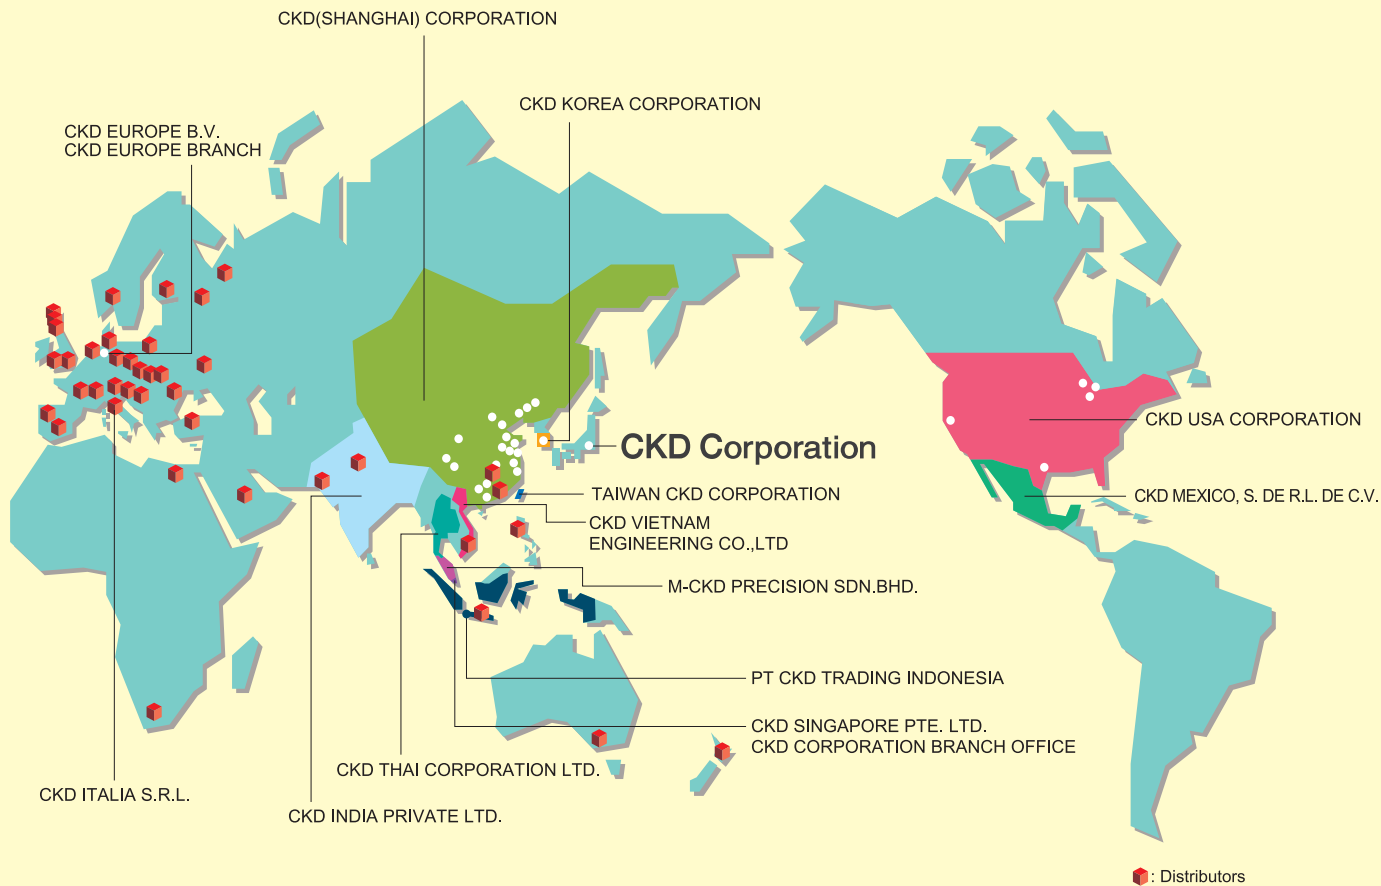 CKD(SHANGHAI) CORPORATION
CKD KOREA CORPORATION
CKD EUROPE B.V.
CKD EUROPE BRANCH
CKD USA CORPORATION
CKD Corporation
TAIWAN CKD CORPORATION
CKD MEXICO, S. DE R.L. DE C.V.
CKD VIETNAM
ENGINEERING CO.,LTD
M-CKD PRECISION SDN.BHD.
PT CKD TRADING INDONESIA
CKD SINGAPORE PTE. LTD.
CKD CORPORATION BRANCH OFFICE
CKD THAI CORPORATION LTD.
CKD ITALIA S.R.L.
CKD INDIA PRIVATE LTD.
: Distributors